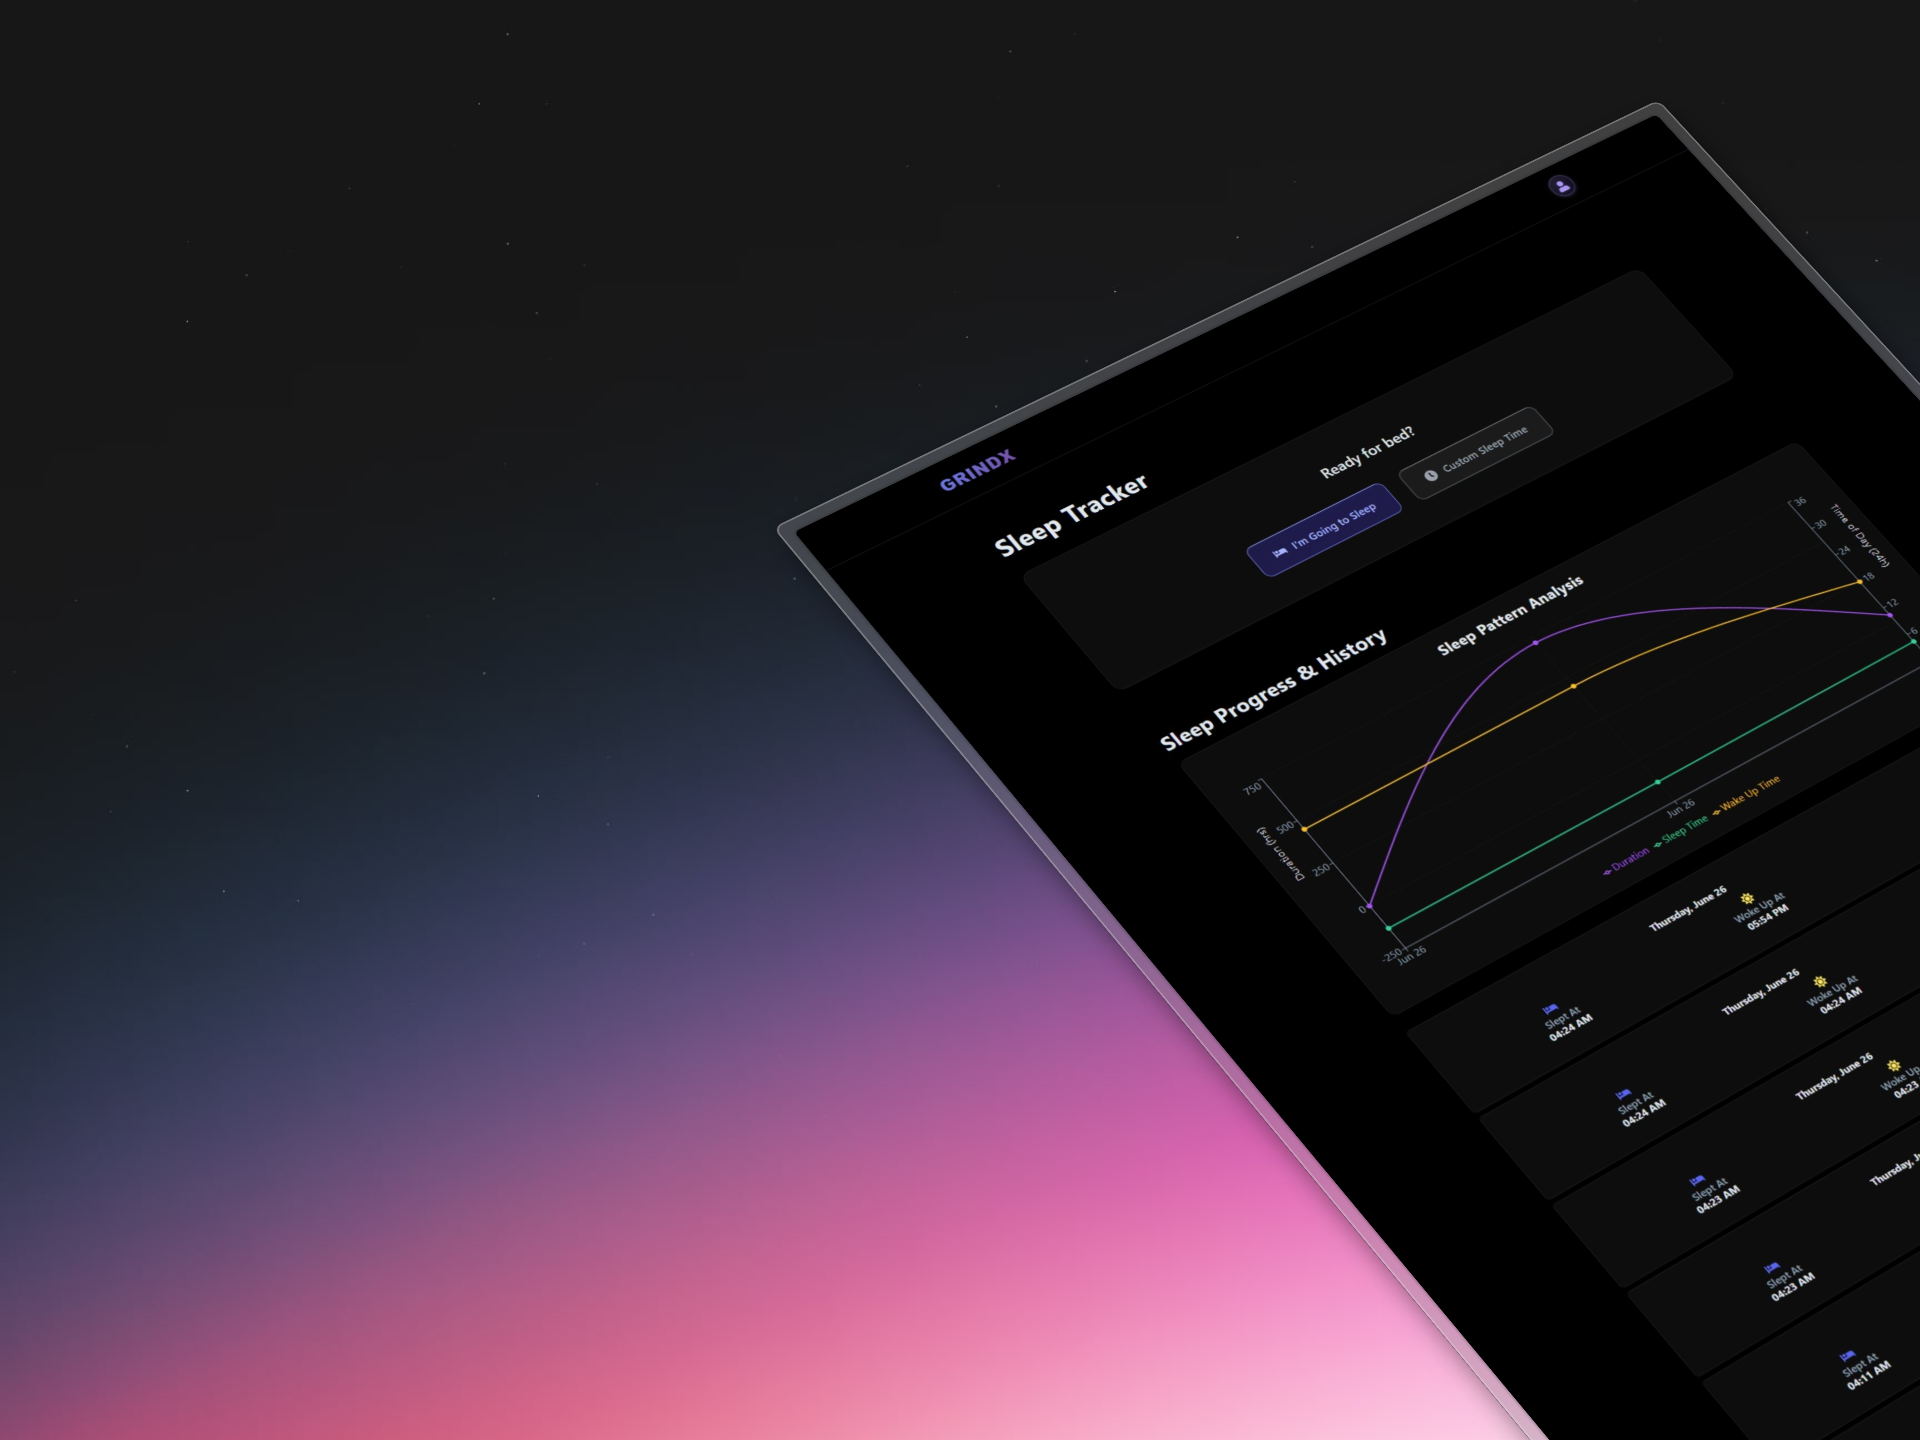 GRINDX
Sleep Tracker
Ready for bed?
I'm Going to Sleep
Custom Sleep Time
Sleep Progress & History
Sleep Pattern Analysis
750
500
250
0
-250
Duration (hrs)
36
30
24
18
12
6
Time of Day (24h)
Jun 26
Jun 26
Duration Sleep Time Wake Up Time
Thursday, June 26
Slept At
04:24 AM
Woke Up At
05:54 PM
Thursday, June 26
Slept At
04:24 AM
Woke Up At
04:24 AM
Thursday, June 26
Slept At
04:23 AM
Woke Up
04:23
Thursday,
Slept At
04:23 AM
Slept At
04:11 AM